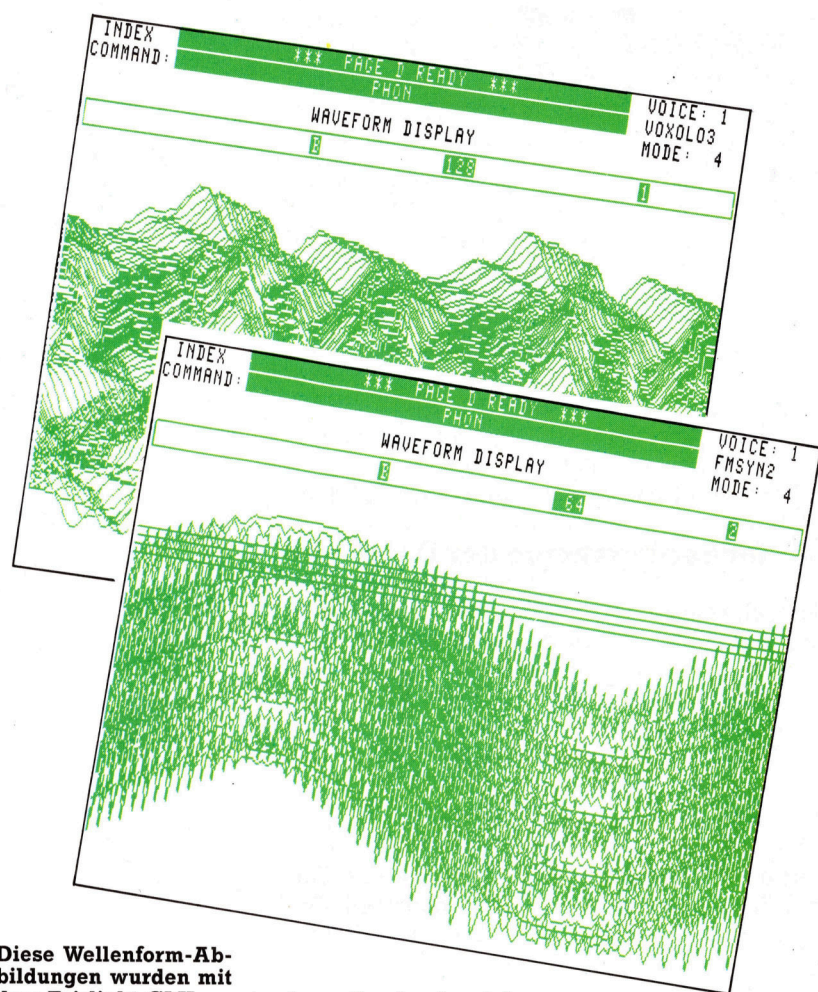 INDEX
COMMAND:
*** PAGE D READY ***
PHON
VOICE: 1
VOXOLO3
MODE: 4
WAVEFORM DISPLAY
B 128 1
INDEX
COMMAND:
*** PAGE D READY ***
PHON
VOICE: 1
FMSYN2
MODE: 4
WAVEFORM DISPLAY
B 64 2
Diese Wellenform-Ab-
bildungen wurden mit